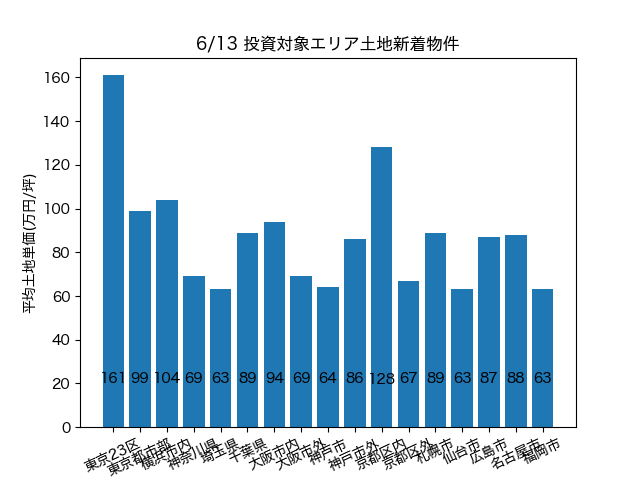 6/13 投資対象エリア土地新着物件
平均土地単価(万円/坪)
160
140
120
100
80
60
40
20
0
161 99 104 69 63 89 94 69 64 86 128 67 89 63 87 88 63
東京23区
東京都市部
横浜市内
神奈川県
埼玉県
千葉県
大阪市内
大阪市外
神戸市
神戸市外
京都区内
京都区外
札幌市
仙台市
広島市
名古屋市
福岡市